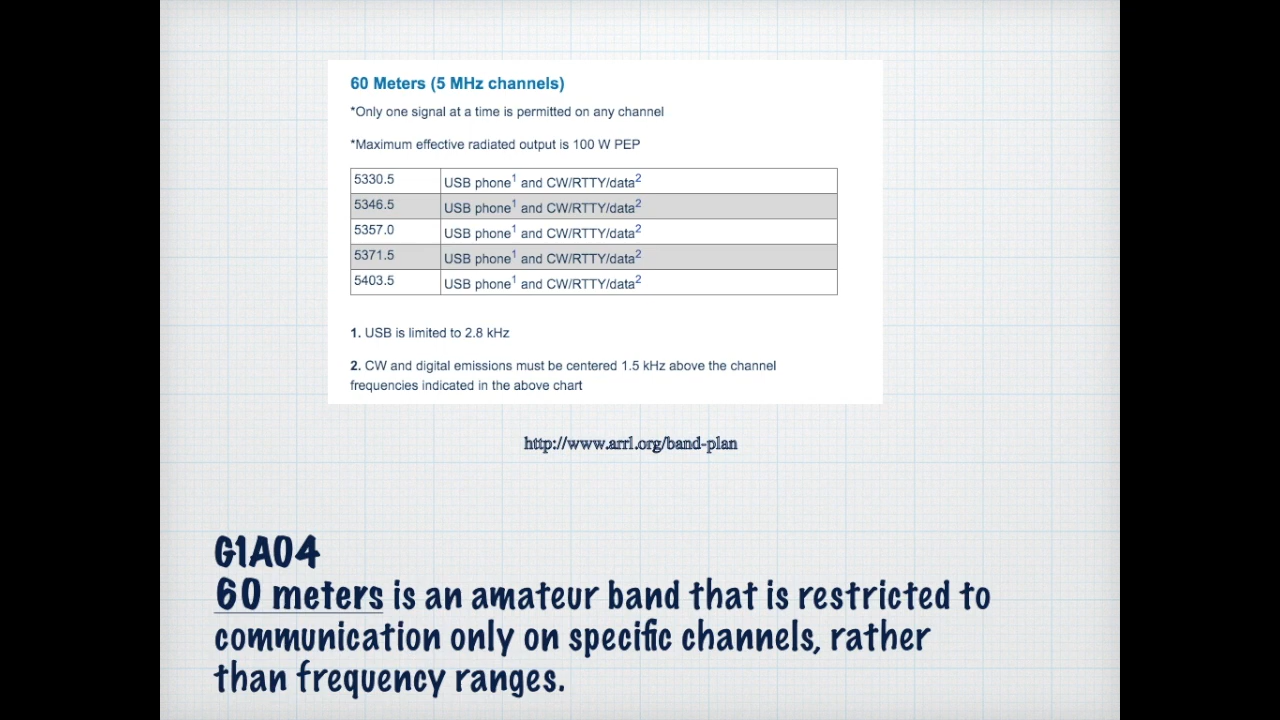 60 Meters (5 MHz channels)
*Only one signal at a time is permitted on any channel
*Maximum effective radiated output is 100 W PEP
5330.5 USB phone1 and CW/RTTY/data2
5346.5 USB phone1 and CW/RTTY/data2
5357.0 USB phone1 and CW/RTTY/data2
5371.5 USB phone1 and CW/RTTY/data2
5403.5 USB phone1 and CW/RTTY/data2
1. USB is limited to 2.8 kHz
2. CW and digital emissions must be centered 1.5 kHz above the channel
frequencies indicated in the above chart
http://www.arrl.org/band-plan
G1A04
60 meters is an amateur band that is restricted to
communication only on specific channels, rather
than frequency ranges.